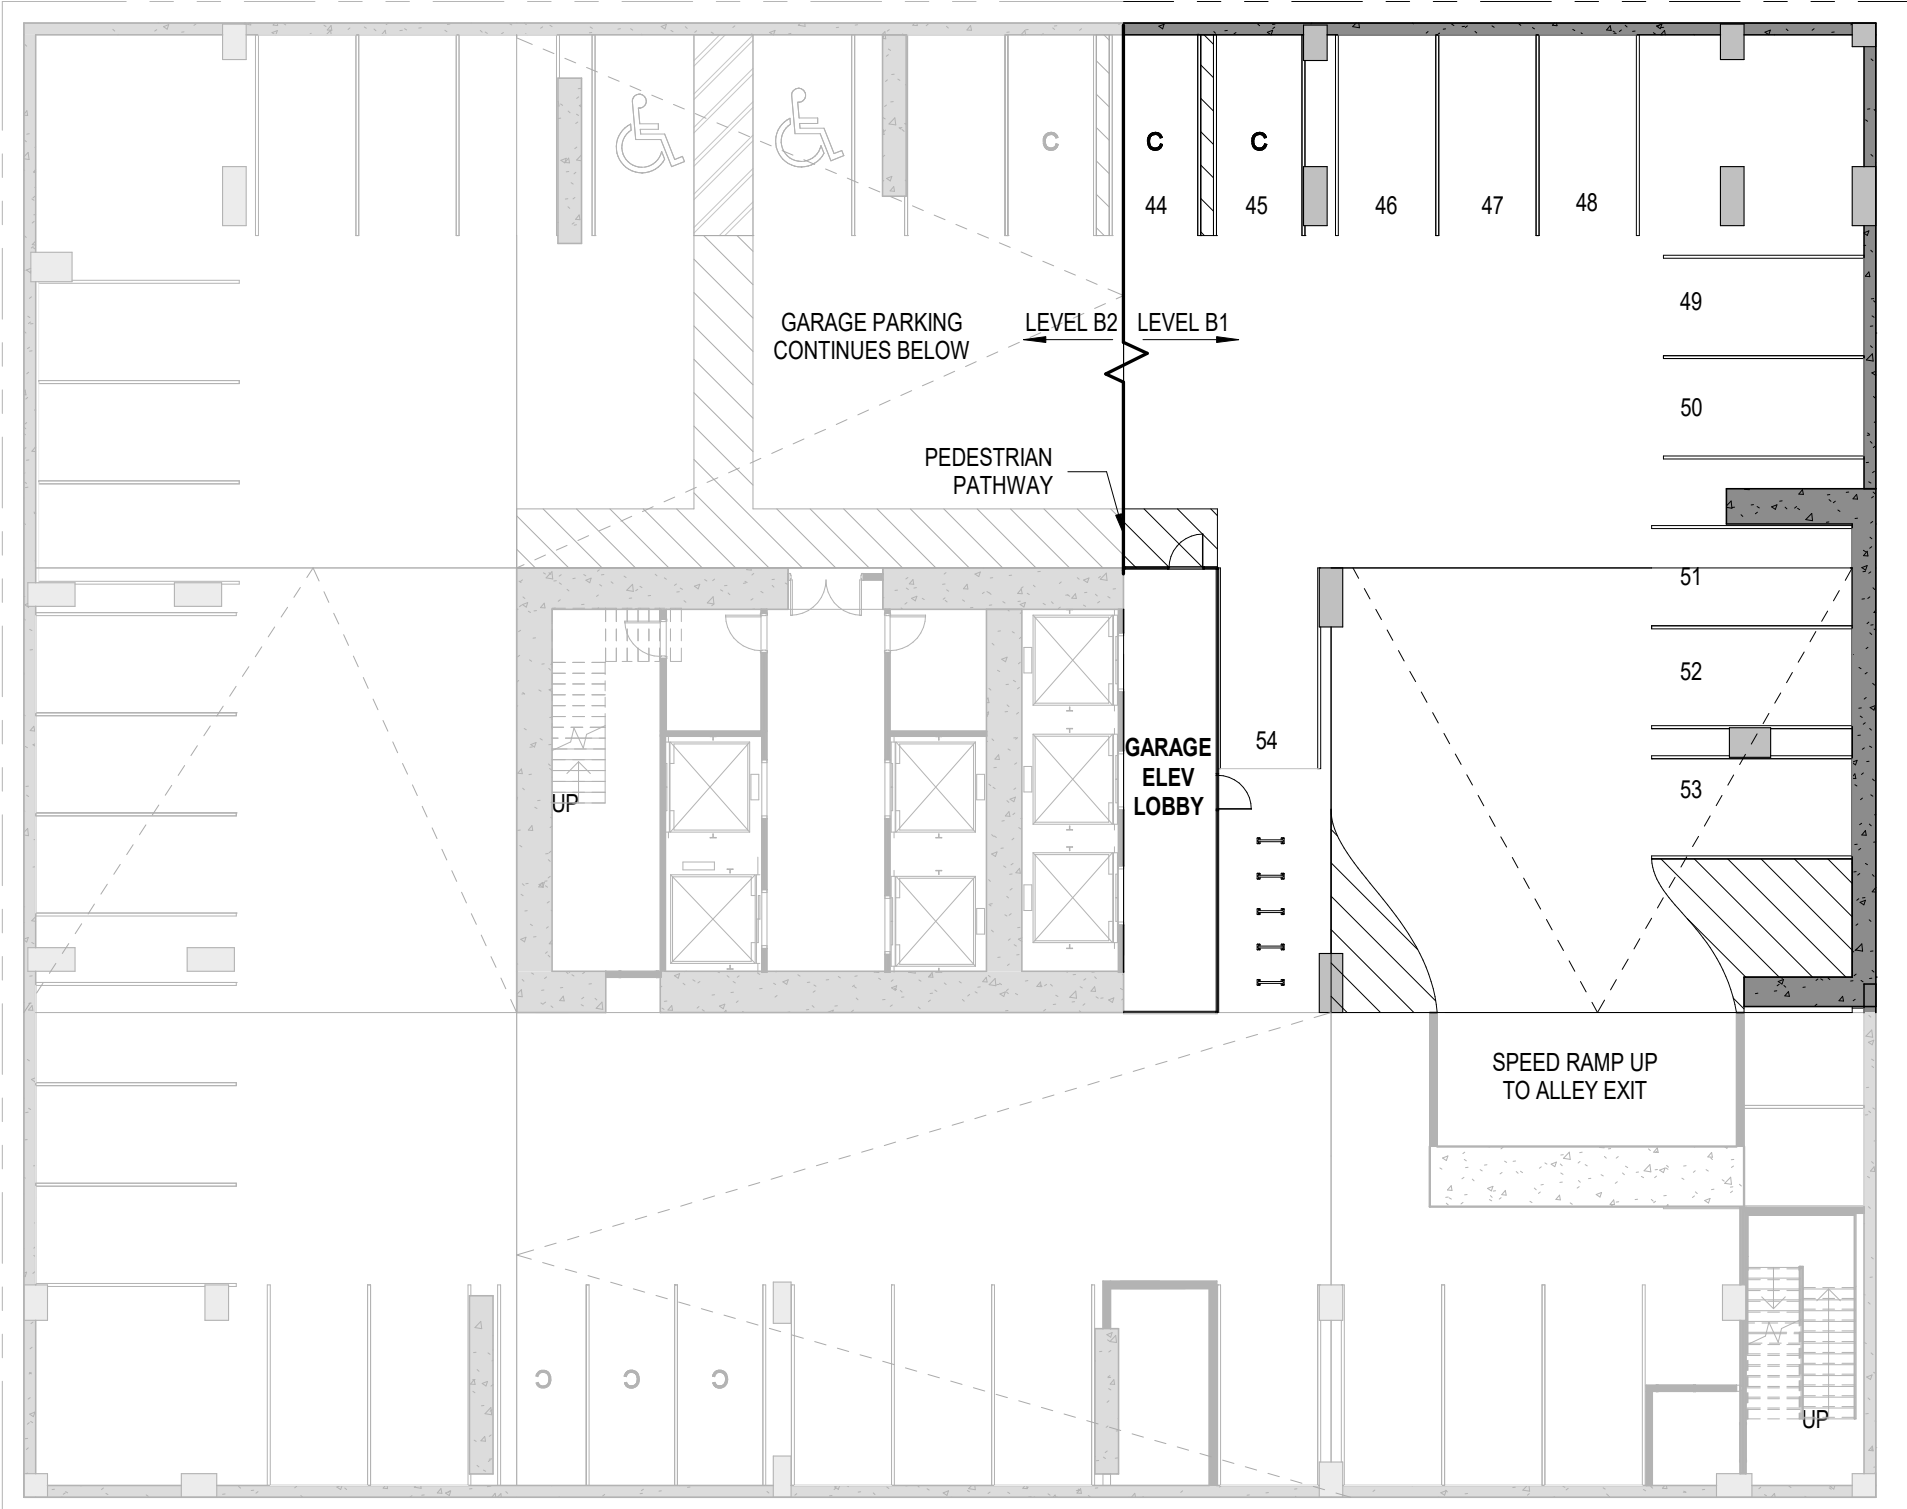 C
C
C
44
45
46
47
48
49
GARAGE PARKING
CONTINUES BELOW
LEVEL B2
LEVEL B1
50
PEDESTRIAN
PATHWAY
51
52
54
GARAGE
ELEV
LOBBY
53
UP
SPEED RAMP UP
TO ALLEY EXIT
C
C
C
UP